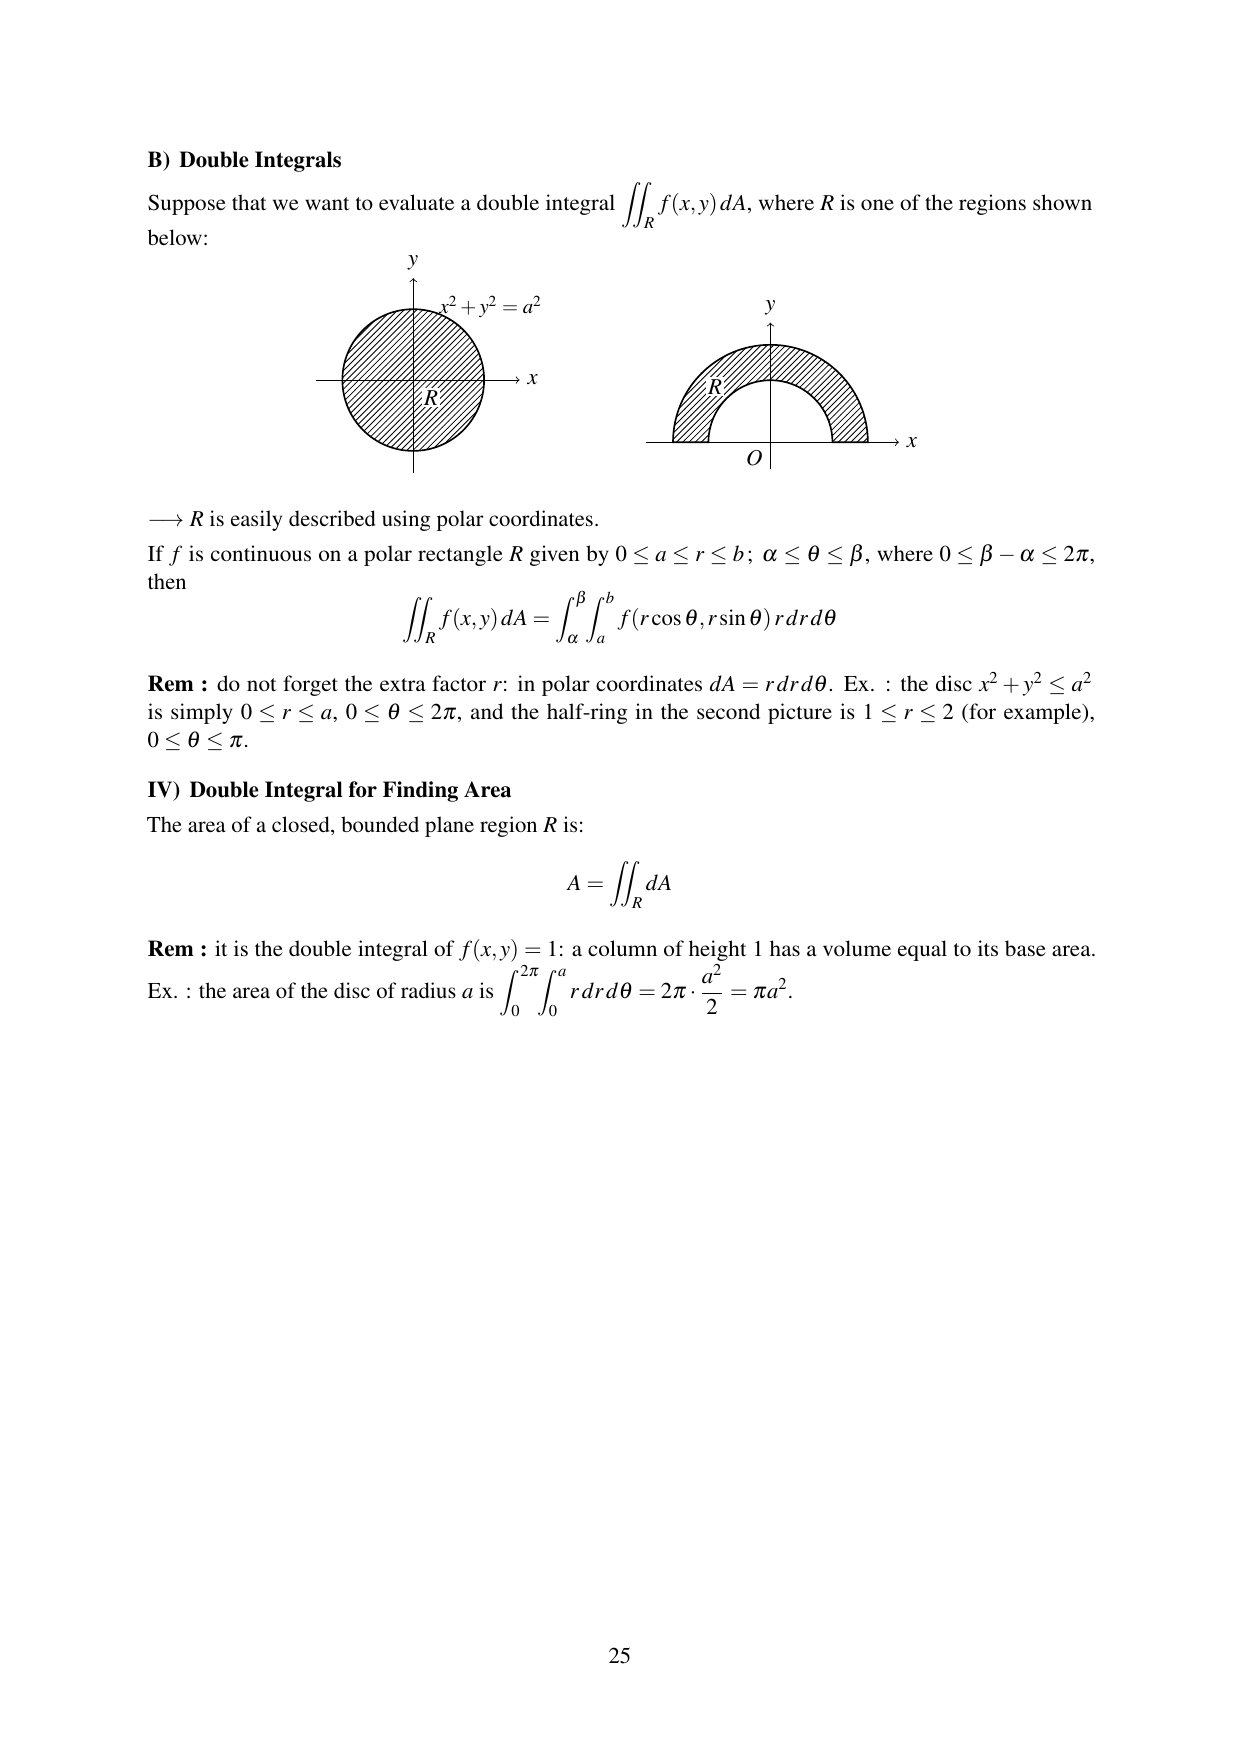 B) Double Integrals
Suppose that we want to evaluate a double integral ∬_R f(x,y) dA, where R is one of the regions shown
below:
y
x² + y² = a²
x
R
y
R
x
O
⟶ R is easily described using polar coordinates.
If f is continuous on a polar rectangle R given by 0 ≤ a ≤ r ≤ b; α ≤ θ ≤ β, where 0 ≤ β − α ≤ 2π,
then
∬_R f(x,y) dA = ∫_α^β ∫_a^b f(r cos θ, r sin θ) r dr dθ
Rem : do not forget the extra factor r: in polar coordinates dA = r dr dθ. Ex. : the disc x² + y² ≤ a²
is simply 0 ≤ r ≤ a, 0 ≤ θ ≤ 2π, and the half-ring in the second picture is 1 ≤ r ≤ 2 (for example),
0 ≤ θ ≤ π.
IV) Double Integral for Finding Area
The area of a closed, bounded plane region R is:
A = ∬_R dA
Rem : it is the double integral of f(x,y) = 1: a column of height 1 has a volume equal to its base area.
Ex. : the area of the disc of radius a is ∫_0^{2π} ∫_0^a r dr dθ = 2π · a²/2 = πa².
25